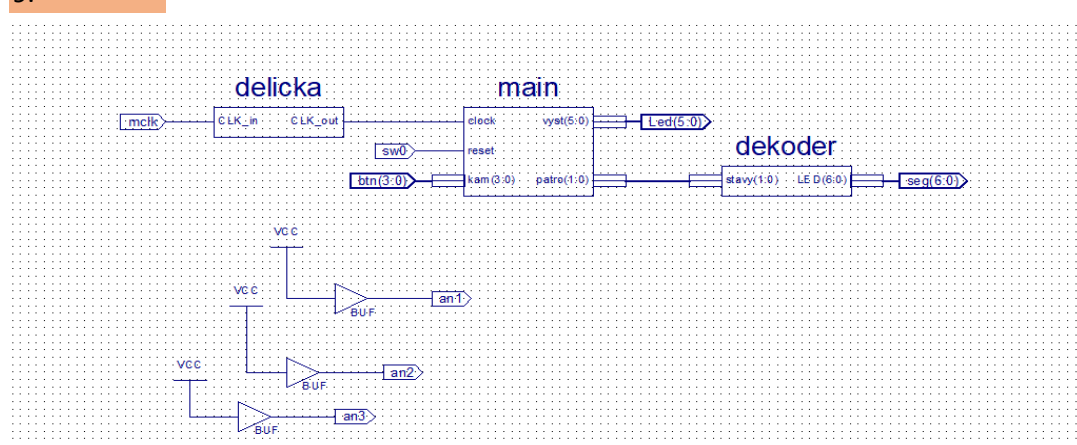 delicka
main
mclk
CLK_in
CLK_out
clock
vyst(5:0)
Led(5:0)
sw0
reset
dekoder
btn(3:0)
kam(3:0)
patro(1:0)
stavy(1:0)
LED(6:0)
seg(6:0)
VCC
BUF
an1
VCC
BUF
an2
VCC
BUF
an3